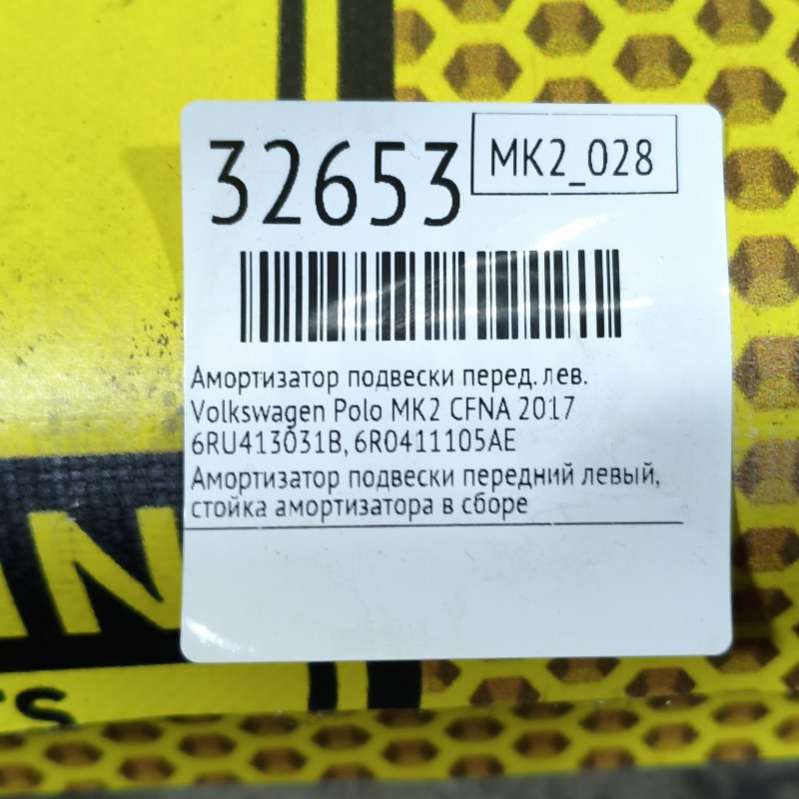 32653
MK2_028
Амортизатор подвески перед. лев.
Volkswagen Polo MK2 CFNA 2017
6RU413031B, 6R0411105AE
Амортизатор подвески передний левый,
стойка амортизатора в сборе